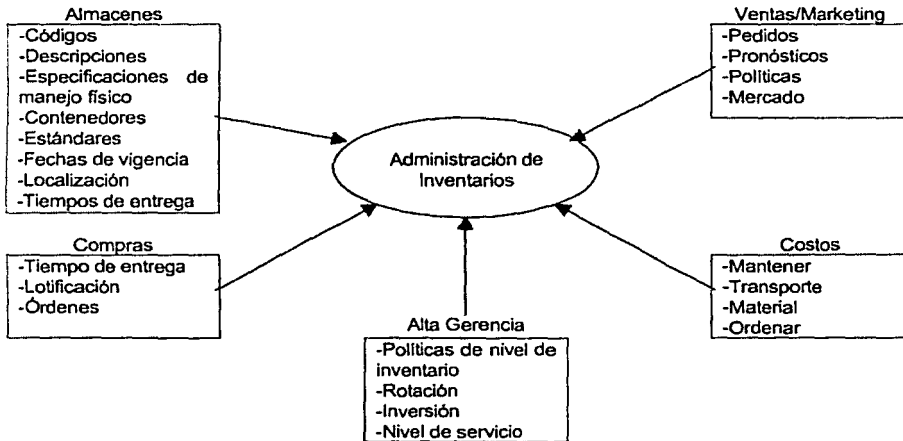 Almacenes
-Códigos
-Descripciones
-Especificaciones de
manejo físico
-Contenedores
-Estándares
-Fechas de vigencia
-Localización
-Tiempos de entrega
Ventas/Marketing
-Pedidos
-Pronósticos
-Políticas
-Mercado
Administración de
Inventarios
Compras
-Tiempo de entrega
-Lotificación
-Órdenes
Alta Gerencia
-Políticas de nivel de
inventario
-Rotación
-Inversión
-Nivel de servicio
Costos
-Mantener
-Transporte
-Material
-Ordenar